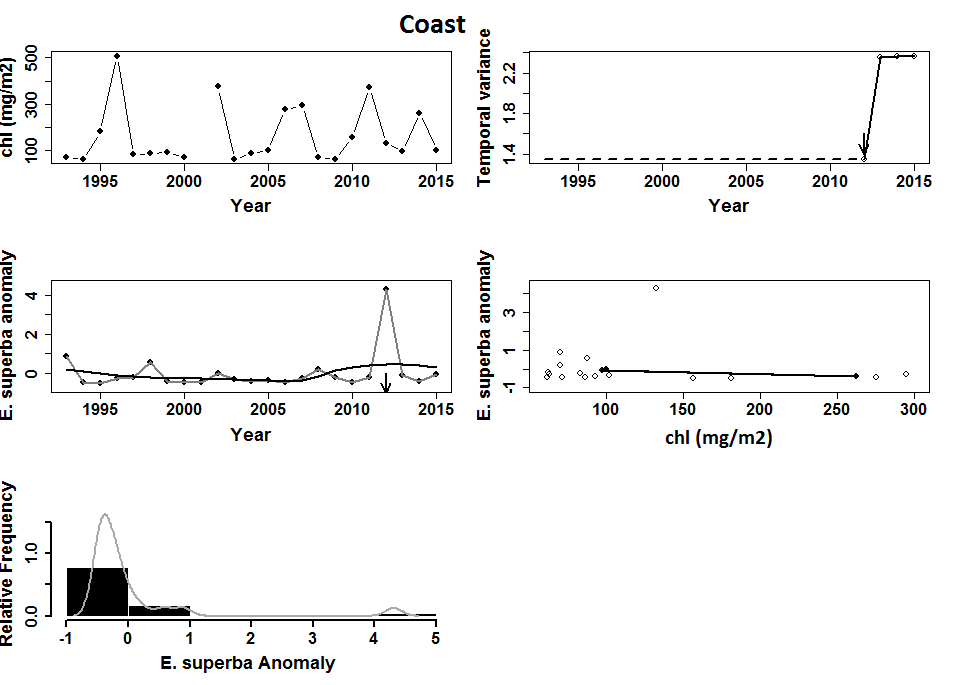 Coast
chl (mg/m2)
100 300 500
1995 2000 2005 2010 2015
Year
Temporal variance
1.4 1.8 2.2
1995 2000 2005 2010 2015
Year
E. superba anomaly
0 2 4
1995 2000 2005 2010 2015
Year
E. superba anomaly
-1 1 3
100 150 200 250 300
chl (mg/m2)
Relative Frequency
0.0 1.0
-1 0 1 2 3 4 5
E. superba Anomaly